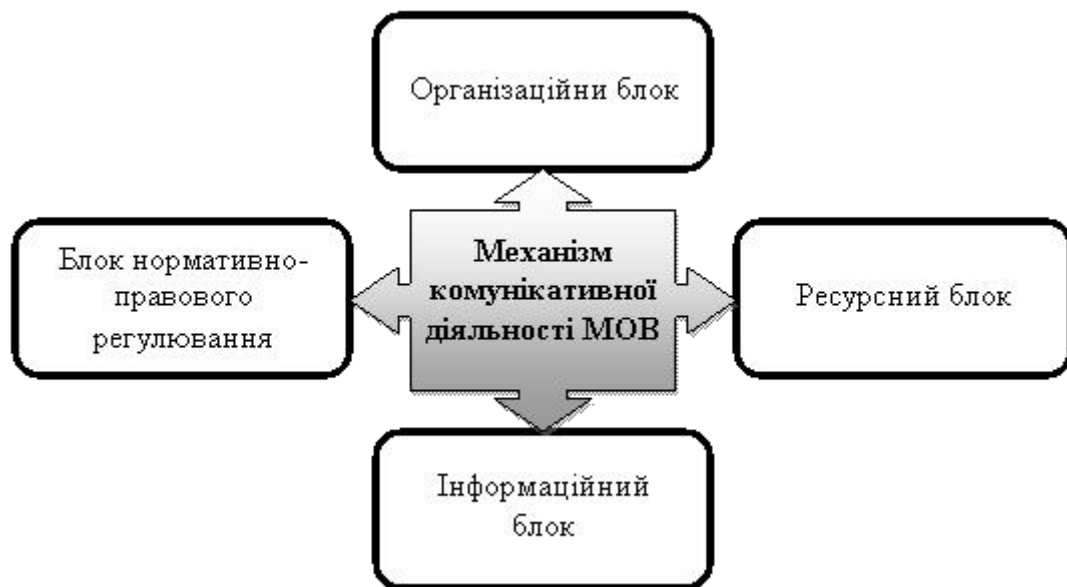 Організаційни блок
Блок нормативно-
правового
регулювання
Механізм
комунікативної
діяльності МОВ
Ресурсний блок
Інформаційний
блок